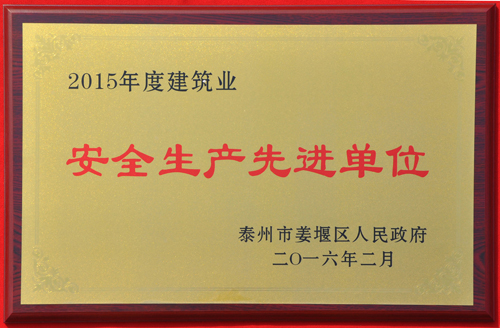 2015年度建筑业
安全生产先进单位
泰州市姜堰区人民政府
二〇一六年二月